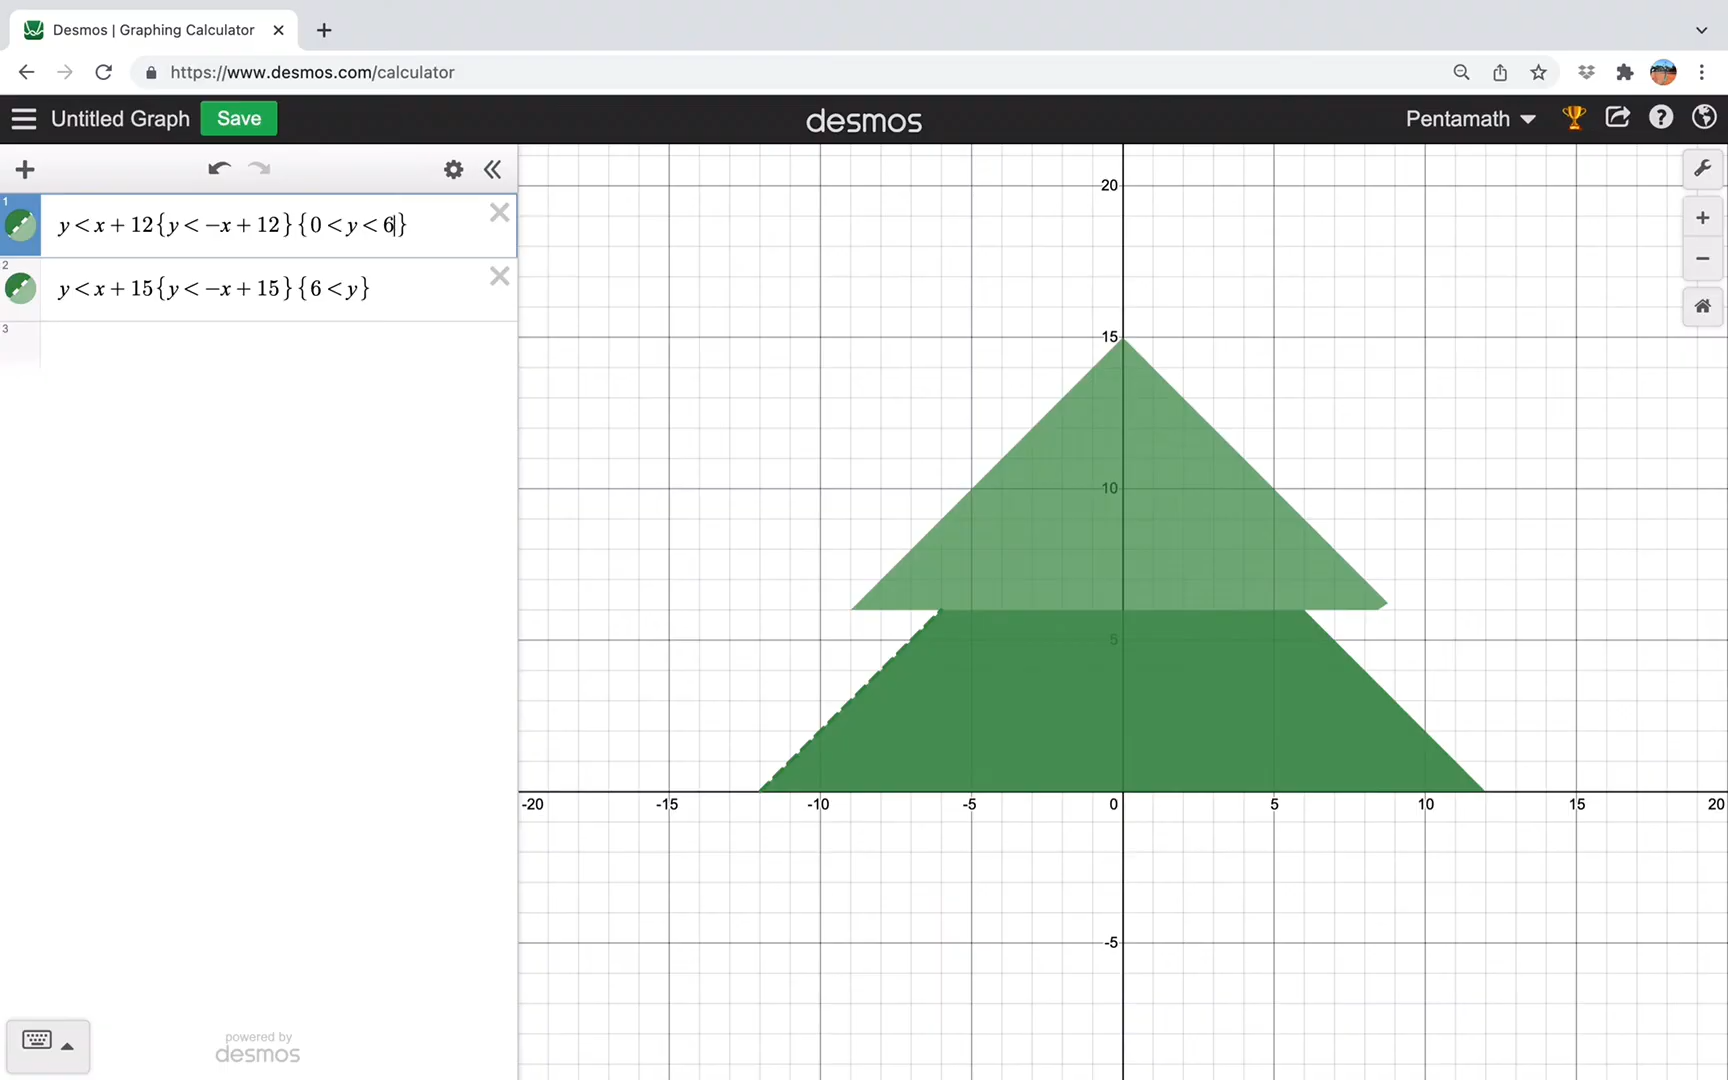 Desmos | Graphing Calculator
https://www.desmos.com/calculator
Untitled Graph Save desmos Pentamath
1
y < x + 12 {y < −x + 12} {0 < y < 6}
2
y < x + 15 {y < −x + 15} {6 < y}
3
20
15
10
5
-20 -15 -10 -5 0 5 10 15 20
-5
powered by
desmos